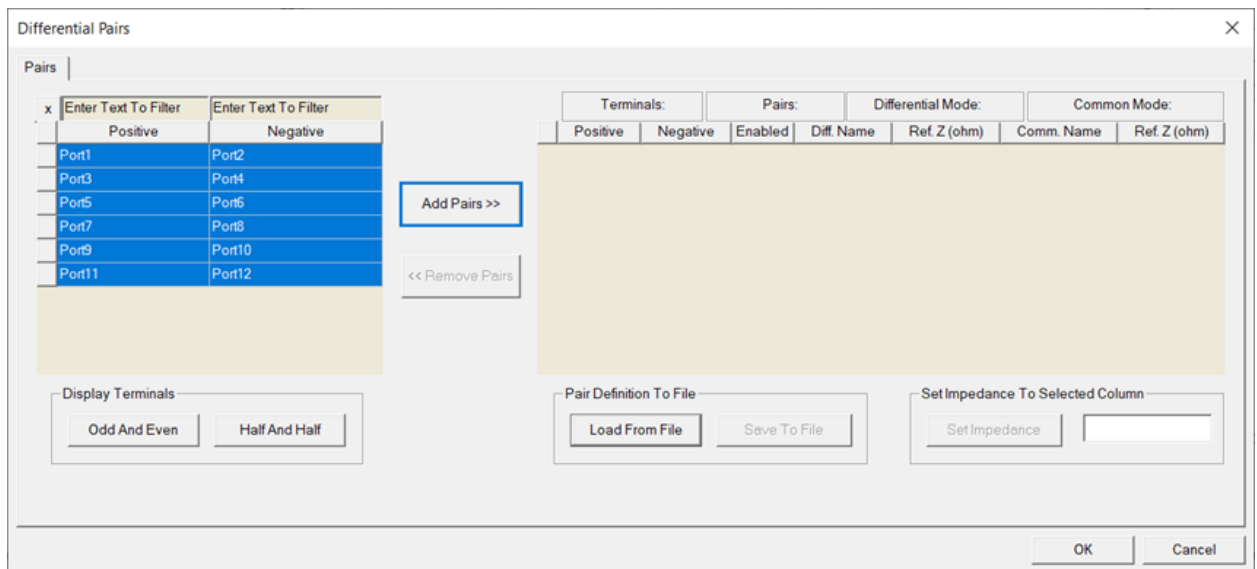 Differential Pairs
Pairs
x Enter Text To Filter Enter Text To Filter
Positive Negative
Port1 Port2
Port3 Port4
Port5 Port6
Port7 Port8
Port9 Port10
Port11 Port12
Add Pairs >>
<< Remove Pairs
Terminals: Pairs: Differential Mode: Common Mode:
Positive Negative Enabled Diff. Name Ref. Z (ohm) Comm. Name Ref. Z (ohm)
Display Terminals
Odd And Even Half And Half
Pair Definition To File
Load From File Save To File
Set Impedance To Selected Column
Set Impedance
OK Cancel